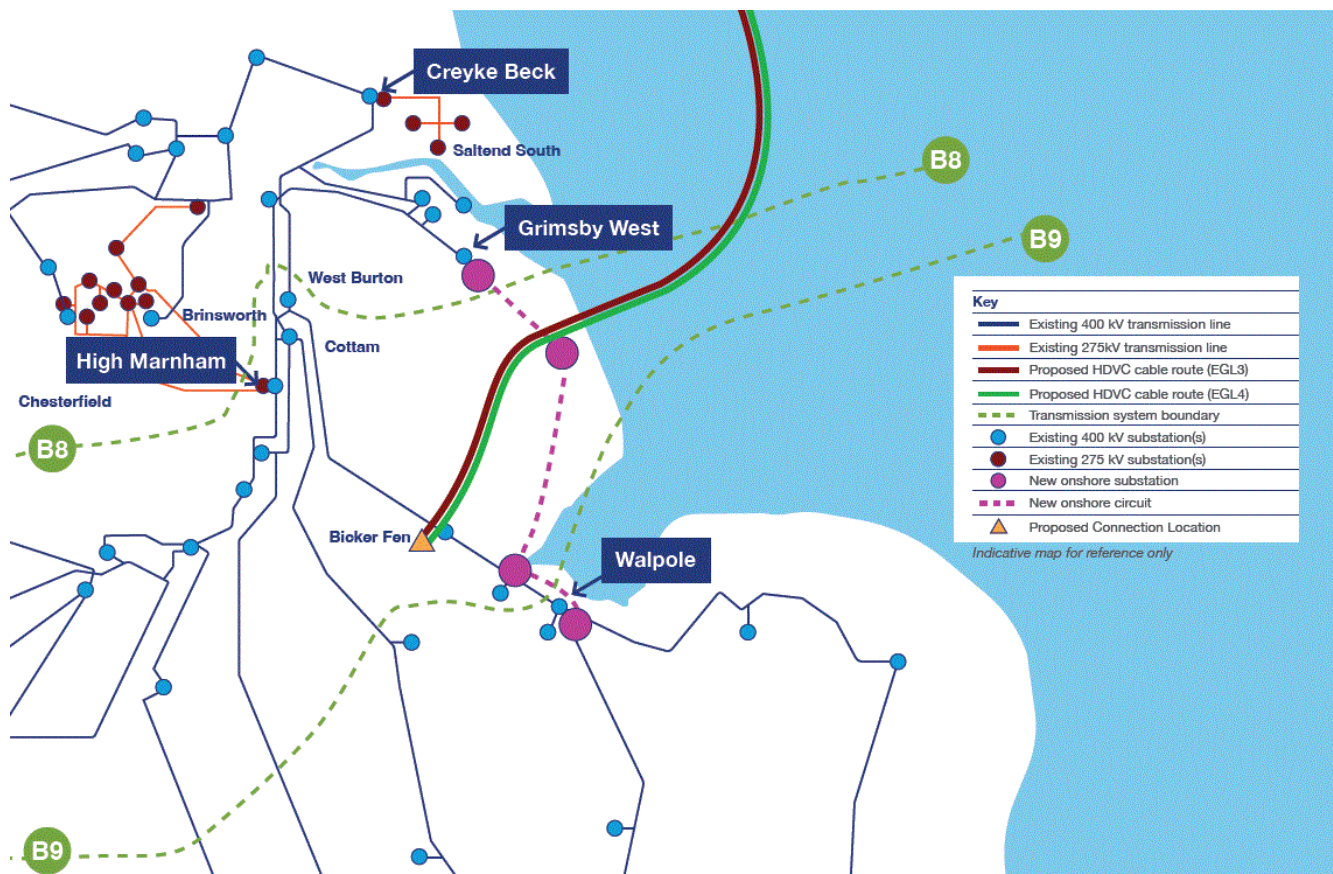 Creyke Beck
Saltend South
B8
Grimsby West
B9
West Burton
Brinsworth
Cottam
High Marnham
Chesterfield
B8
Key
Existing 400 kV transmission line
Existing 275kV transmission line
Proposed HDVC cable route (EGL3)
Proposed HDVC cable route (EGL4)
Transmission system boundary
Existing 400 kV substation(s)
Existing 275 kV substation(s)
New onshore substation
New onshore circuit
Proposed Connection Location
Indicative map for reference only
Bicker Fen
Walpole
B9